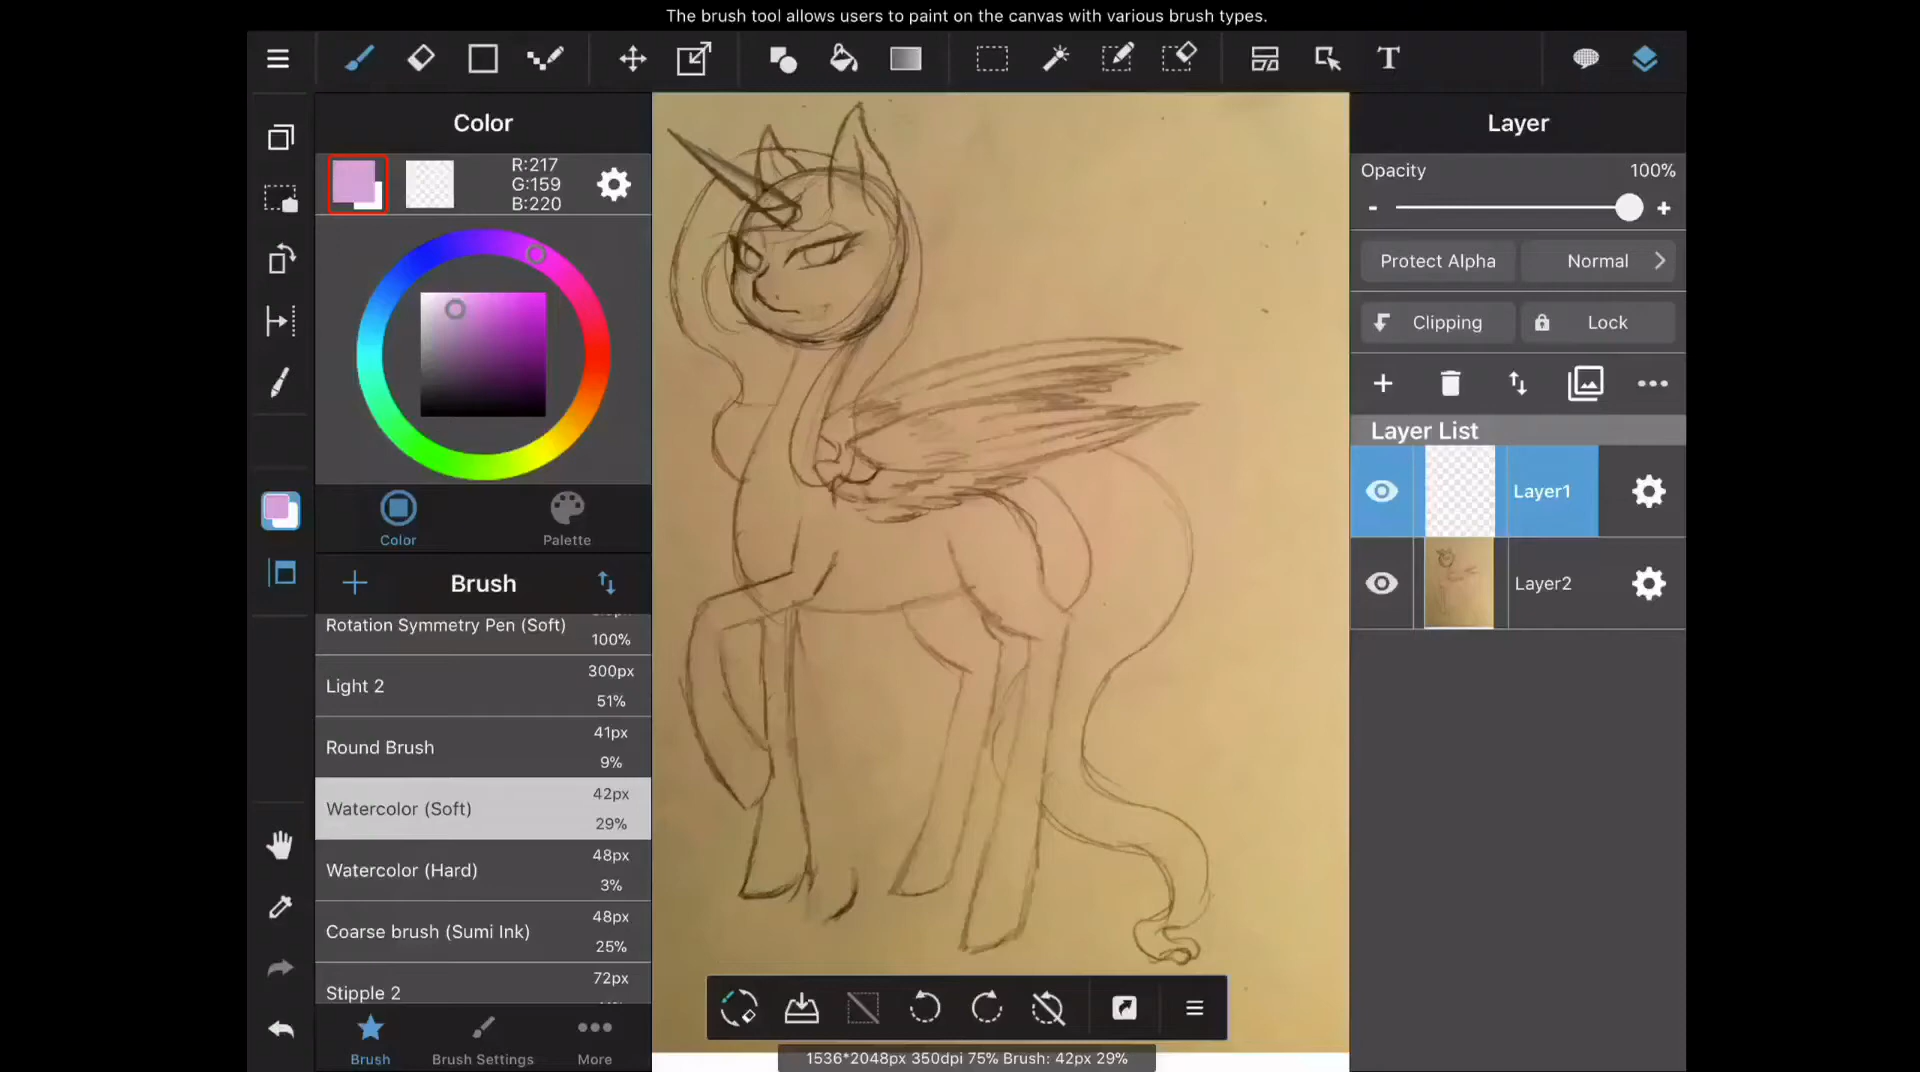 The brush tool allows users to paint on the canvas with various brush types.
T
Color
R:217
G:159
B:220
Color
Palette
Brush
Rotation Symmetry Pen (Soft)
100%
Light 2
300px
51%
Round Brush
41px
9%
Watercolor (Soft)
42px
29%
Watercolor (Hard)
48px
3%
Coarse brush (Sumi Ink)
48px
25%
Stipple 2
72px
Brush
Brush Settings
More
1536*2048px 350dpi 75% Brush: 42px 29%
Layer
Opacity
100%
- +
Protect Alpha
Normal
Clipping
Lock
Layer List
Layer1
Layer2